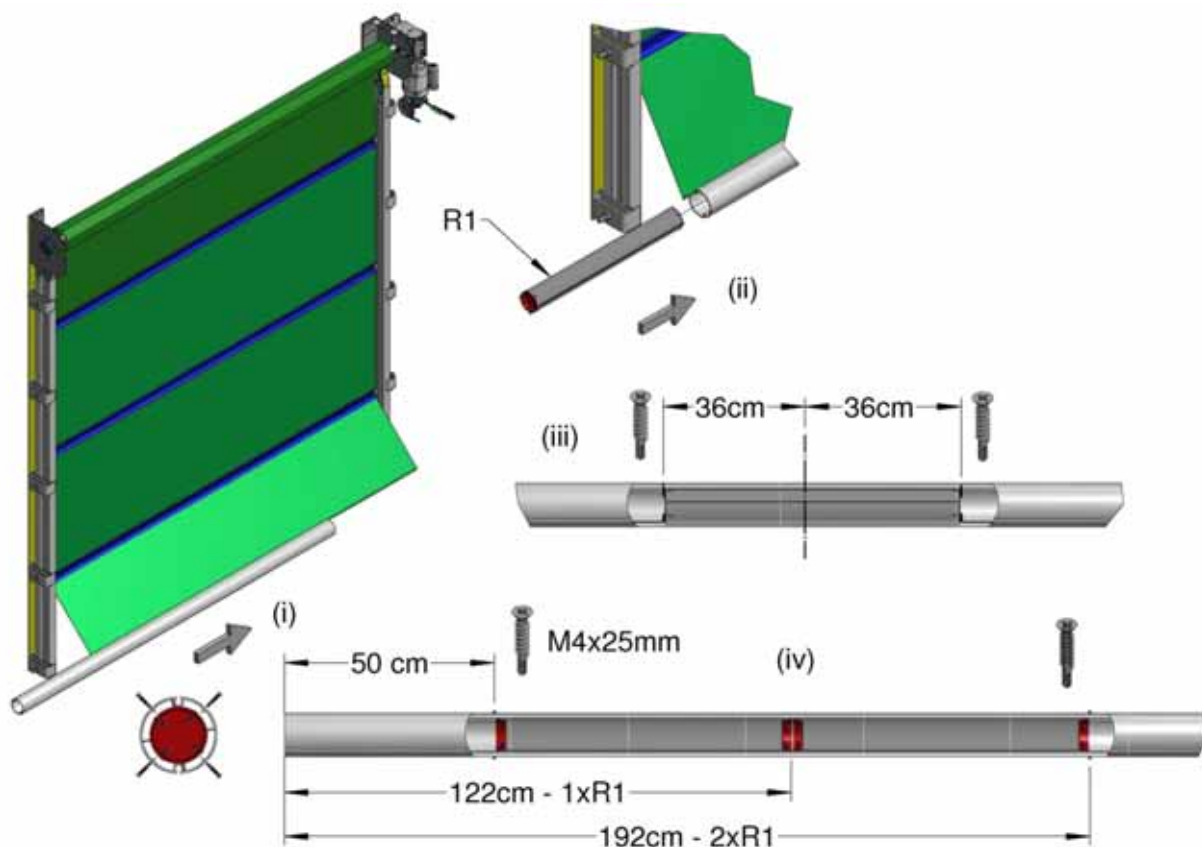 R1
(ii)
36cm 36cm
(iii)
(i)
M4x25mm
(iv)
50 cm
122cm - 1xR1
192cm - 2xR1